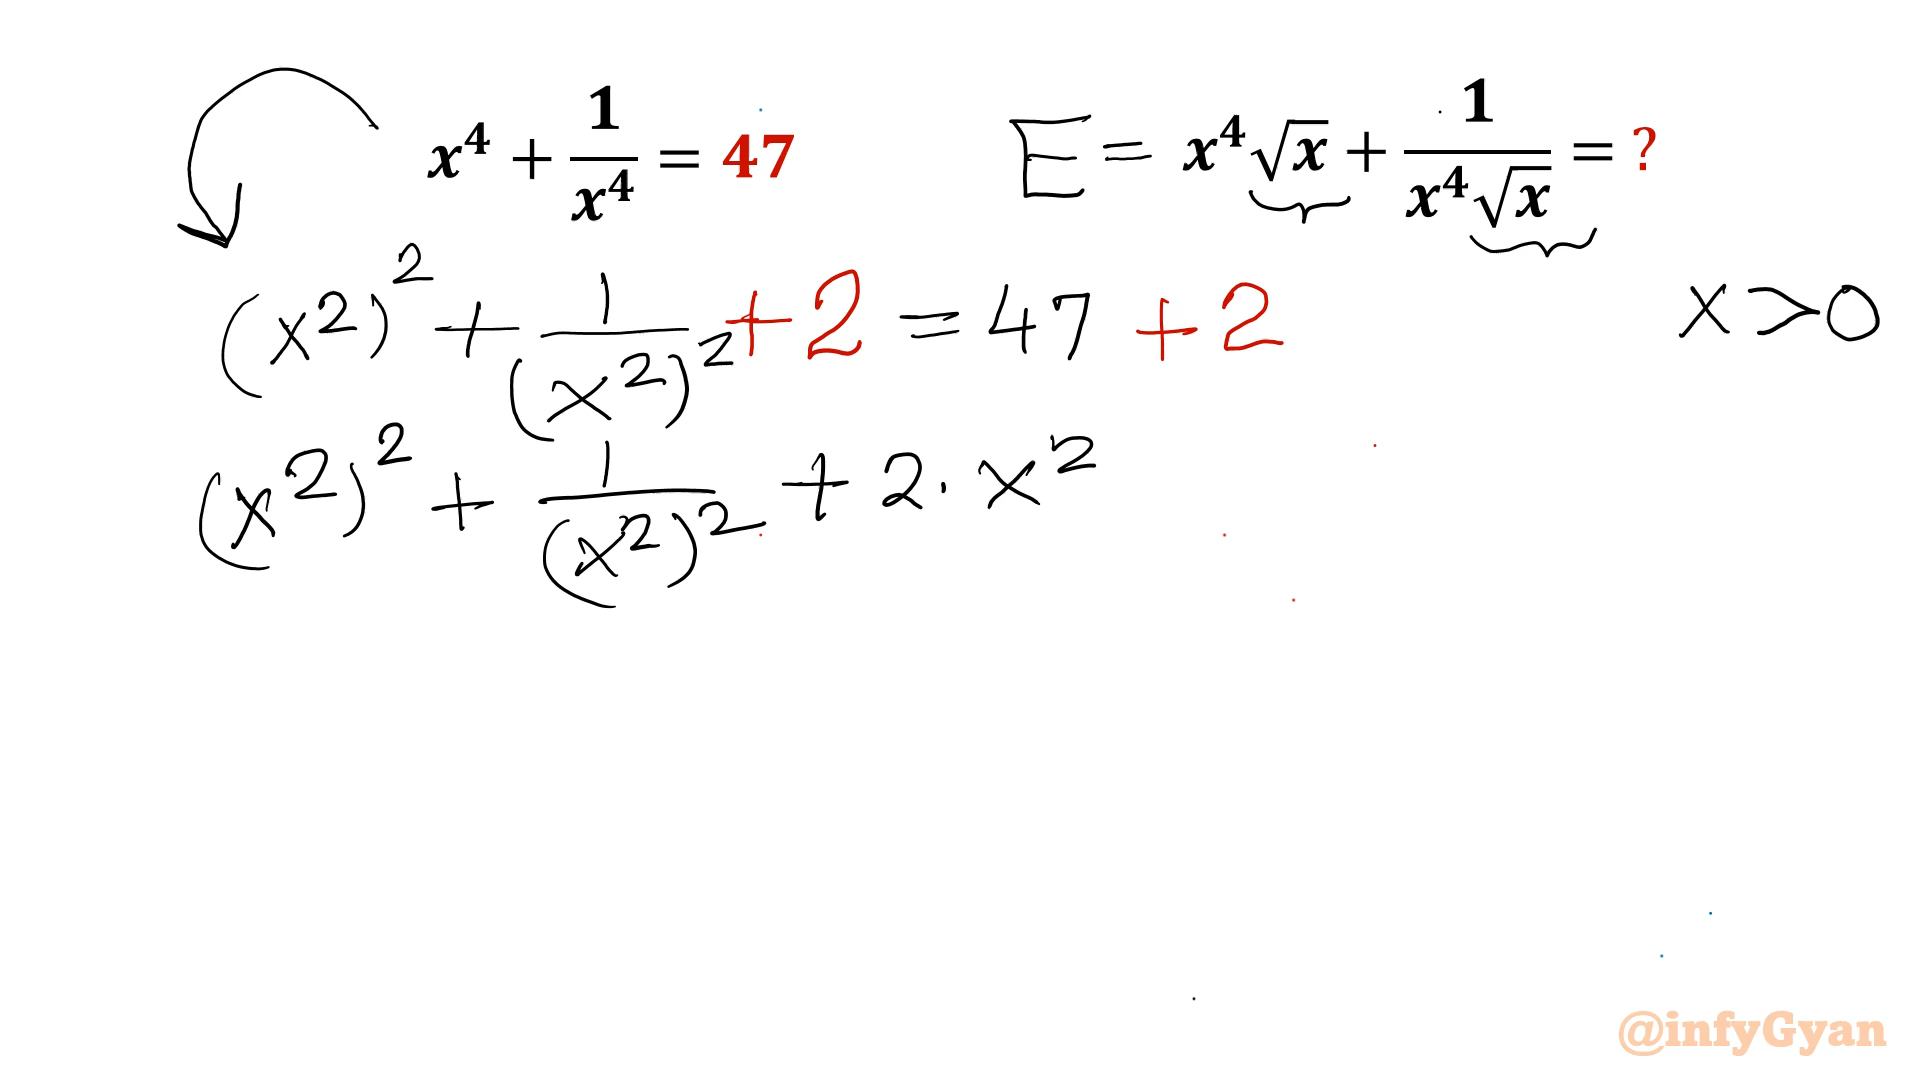 x⁴ + 1/x⁴ = 47
E = x⁴√x + 1/(x⁴√x) = ?
(x²)² + 1/(x²)² + 2 = 47 + 2
x > 0
(x²)² + 1/(x²)² + 2 · x²
@infyGyan